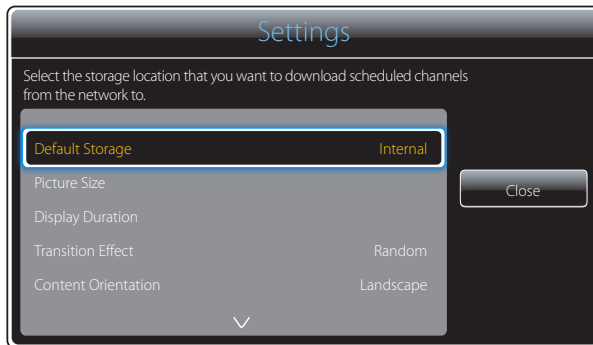 Settings
Select the storage location that you want to download scheduled channels
from the network to.
Default Storage Internal
Picture Size
Close
Display Duration
Transition Effect Random
Content Orientation Landscape